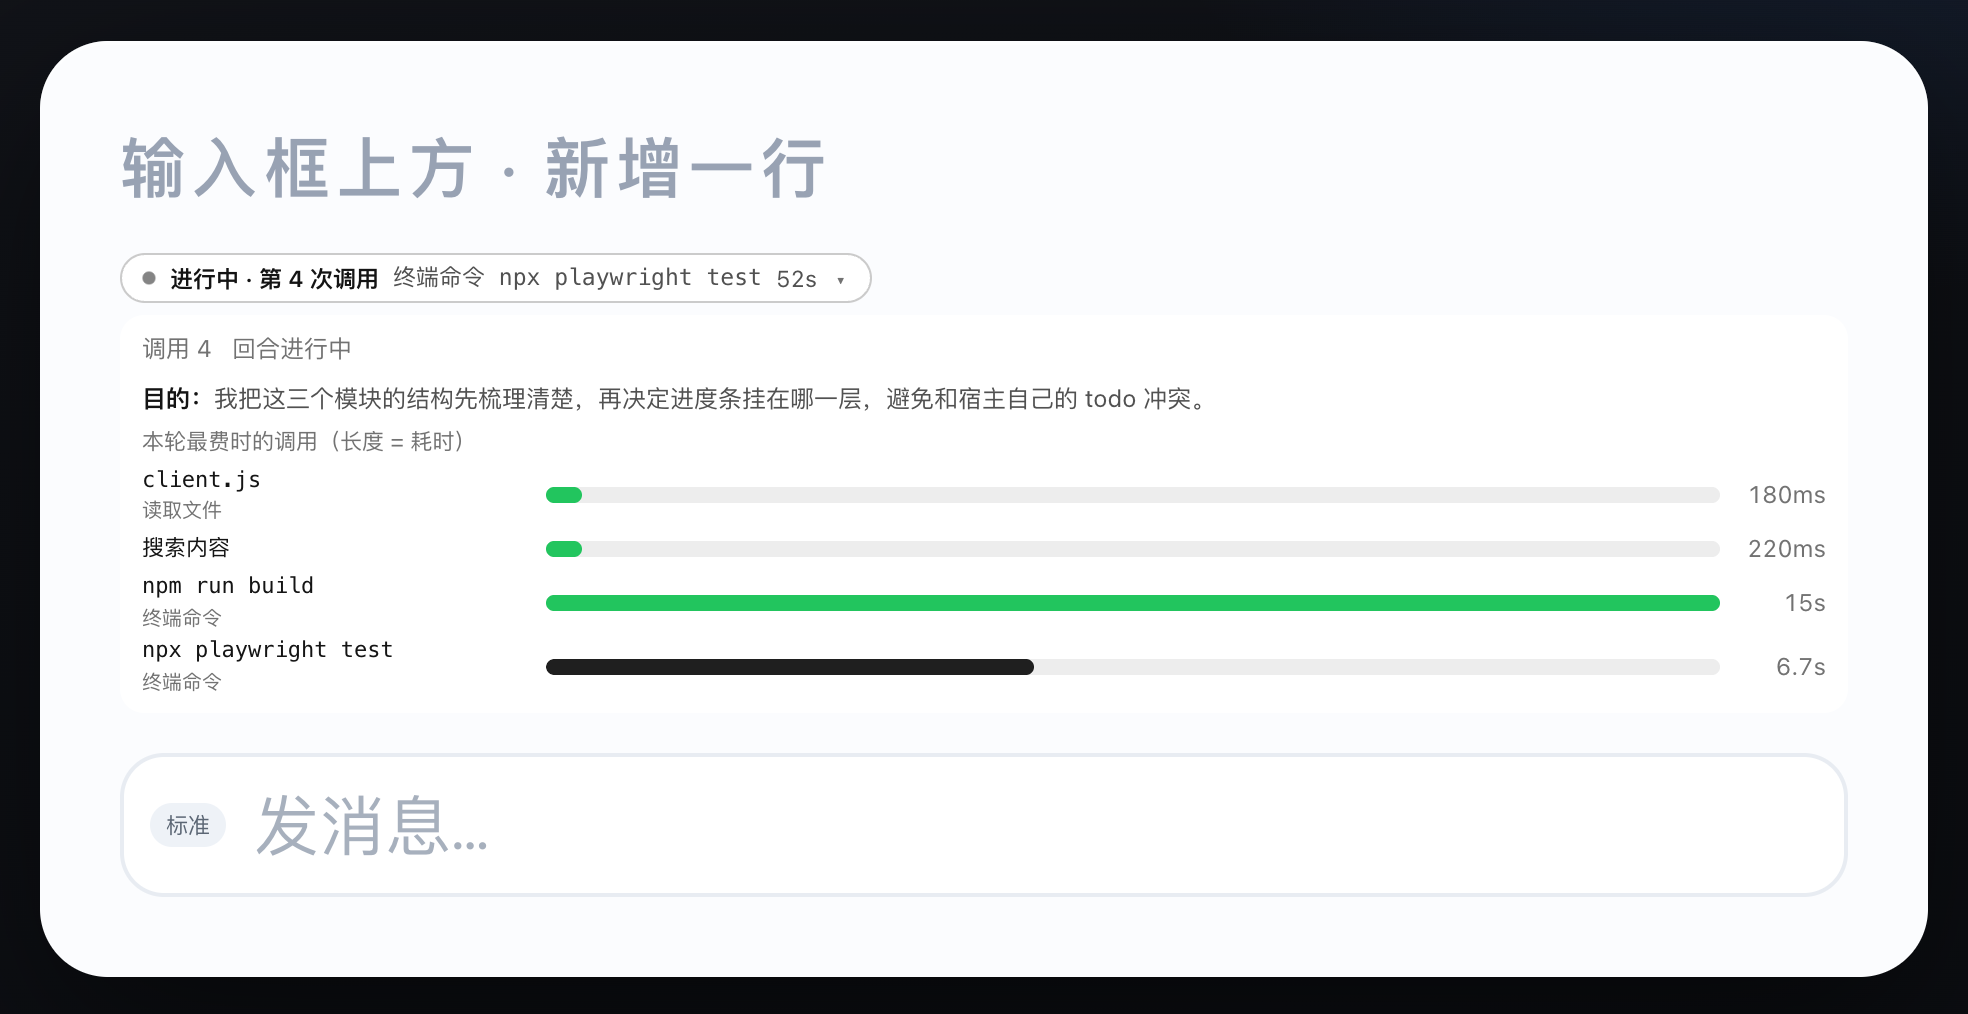 输入框上方 · 新增一行
进行中 · 第 4 次调用 终端命令 npx playwright test 52s ▾
调用 4 回合进行中
目的：我把这三个模块的结构先梳理清楚，再决定进度条挂在哪一层，避免和宿主自己的 todo 冲突。
本轮最费时的调用（长度 = 耗时）
client.js
读取文件
180ms
搜索内容
220ms
npm run build
终端命令
15s
npx playwright test
终端命令
6.7s
标准 发消息...